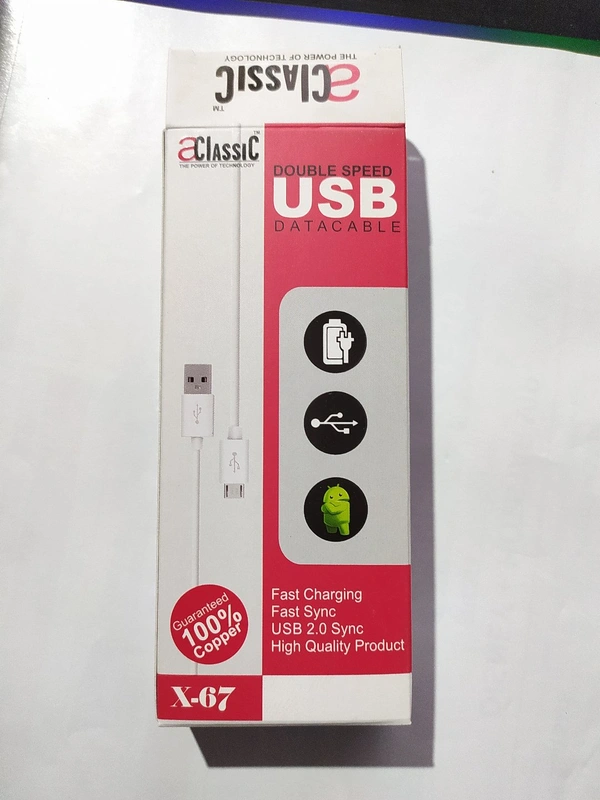 THE POWER OF TECHNOLOGY
aClassic
TM
aClassic TM
THE POWER OF TECHNOLOGY
DOUBLE SPEED
USB
DATACABLE
Guaranteed
100%
Copper
Fast Charging
Fast Sync
USB 2.0 Sync
High Quality Product
X-67